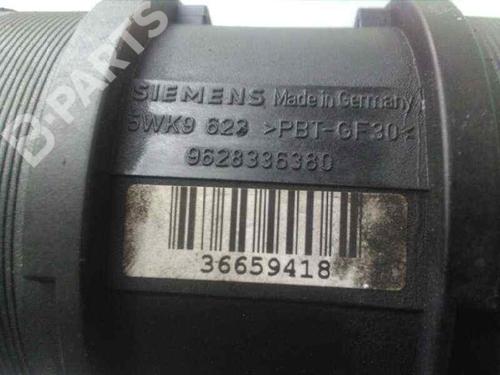 B-PARTS
SIEMENS Made in Germany
5WK9 623 >PBT-GF30<
9628336380
36659418